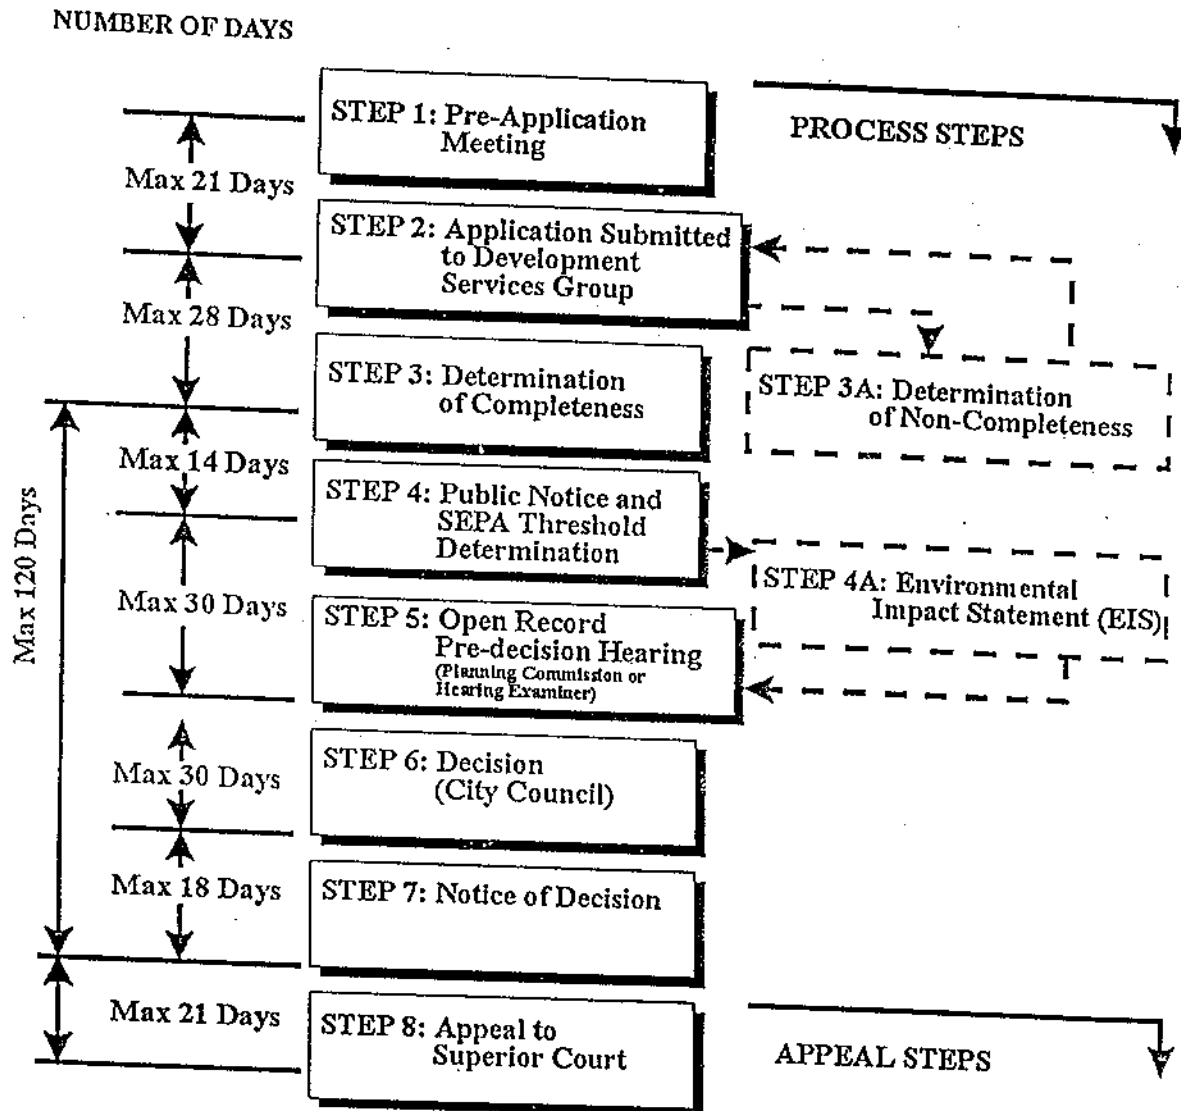 NUMBER OF DAYS
STEP 1: Pre-Application
Meeting
PROCESS STEPS
Max 21 Days
STEP 2: Application Submitted
to Development
Services Group
Max 28 Days
STEP 3: Determination
of Completeness
STEP 3A: Determination
of Non-Completeness
Max 14 Days
STEP 4: Public Notice and
SEPA Threshold
Determination
Max 120 Days
STEP 4A: Environmental
Impact Statement (EIS)
Max 30 Days
STEP 5: Open Record
Pre-decision Hearing
(Planning Commission or
Hearing Examiner)
STEP 6: Decision
(City Council)
Max 30 Days
STEP 7: Notice of Decision
Max 18 Days
STEP 8: Appeal to
Superior Court
Max 21 Days
APPEAL STEPS